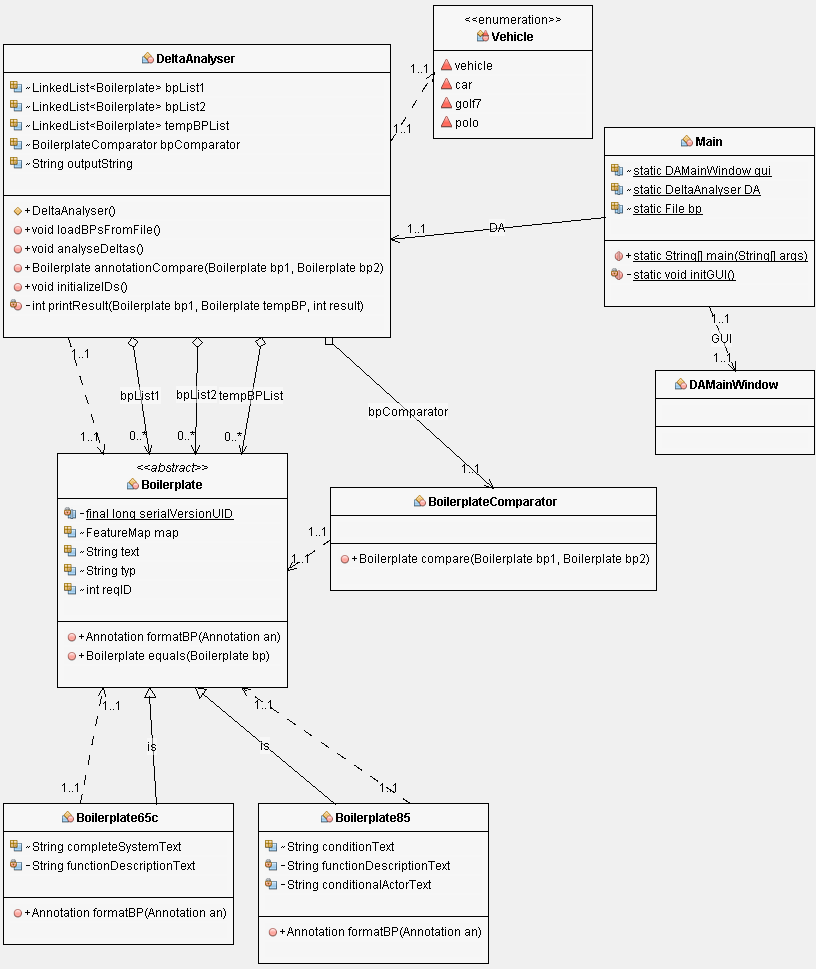 <<enumeration>>
Vehicle
vehicle
car
golf7
polo
DeltaAnalyser
~LinkedList<Boilerplate> bpList1
~LinkedList<Boilerplate> bpList2
~LinkedList<Boilerplate> tempBPList
~BoilerplateComparator bpComparator
~String outputString
+DeltaAnalyser()
+void loadBPsFromFile()
+void analyseDeltas()
+Boilerplate annotationCompare(Boilerplate bp1, Boilerplate bp2)
+void initializeIDs()
-int printResult(Boilerplate bp1, Boilerplate tempBP, int result)
1..1
1..1
Main
~static DAMainWindow gui
~static DeltaAnalyser DA
~static File bp
+static String[] main(String[] args)
-static void initGUI()
1..1
DA
1..1
GUI
1..1
DAMainWindow
1..1
1..1
bpList1
0..*
bpList2
0..*
tempBPList
0..*
bpComparator
1..1
<<abstract>>
Boilerplate
-final long serialVersionUID
~FeatureMap map
~String text
~String typ
~int reqID
+Annotation formatBP(Annotation an)
+Boilerplate equals(Boilerplate bp)
BoilerplateComparator
+Boilerplate compare(Boilerplate bp1, Boilerplate bp2)
1..1
1..1
1..1
1..1
is
is
1..1
1..1
Boilerplate65c
~String completeSystemText
-String functionDescriptionText
+Annotation formatBP(Annotation an)
Boilerplate85
~String conditionText
-String functionDescriptionText
-String conditionalActorText
+Annotation formatBP(Annotation an)